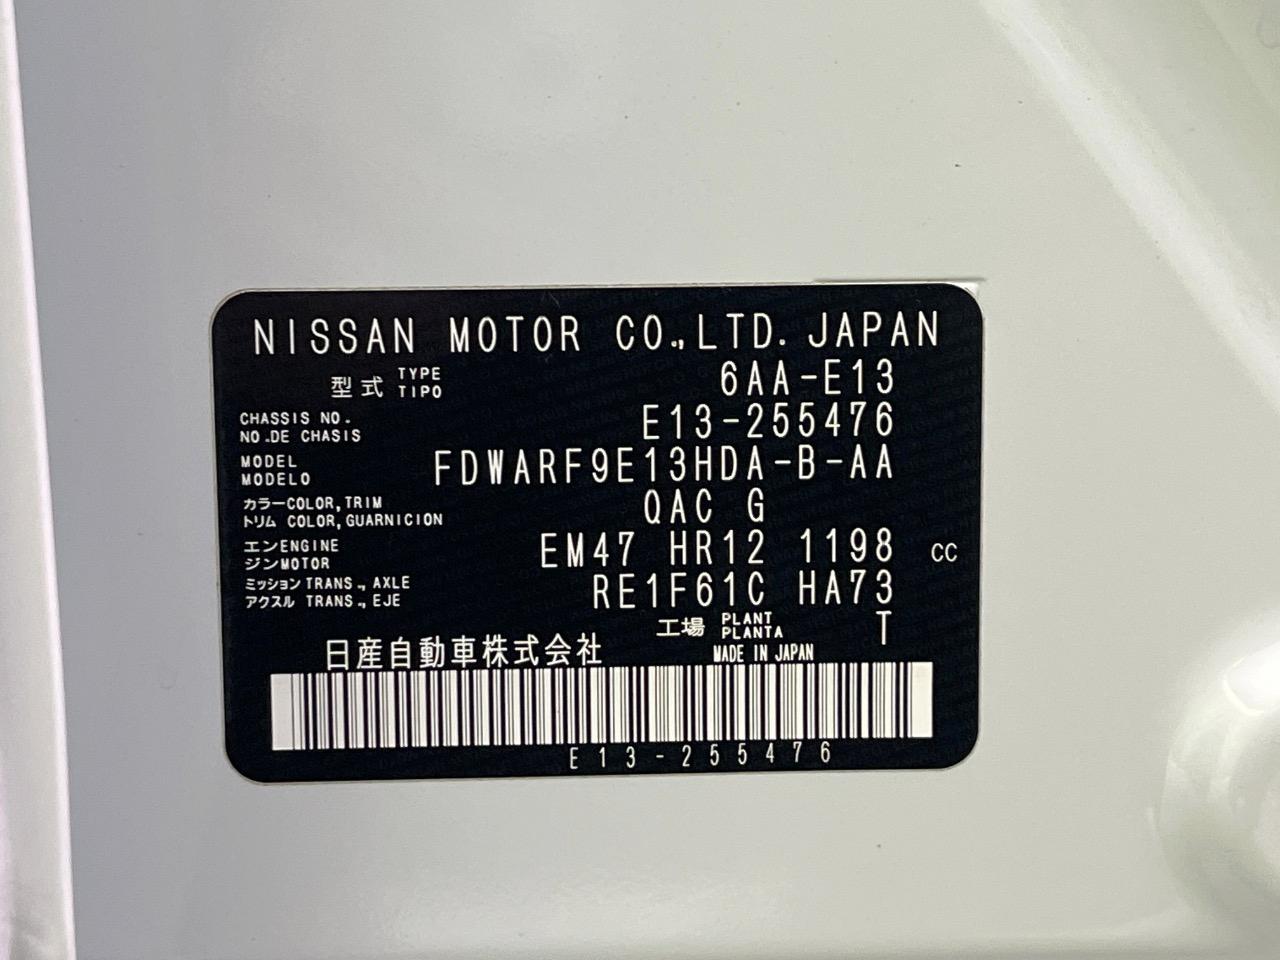 NISSAN MOTOR CO.,LTD. JAPAN
型式 TYPE TIPO 6AA-E13
CHASSIS NO. NO.DE CHASIS E13-255476
MODEL MODELO FDWARF9E13HDA-B-AA
カラーCOLOR,TRIM トリム COLOR,GUARNICION QAC G
エンENGINE ジンMOTOR EM47 HR12 1198 CC
ミッション TRANS., AXLE アクスル TRANS., EJE RE1F61C HA73
工場 PLANT PLANTA T
日産自動車株式会社 MADE IN JAPAN
E13-255476